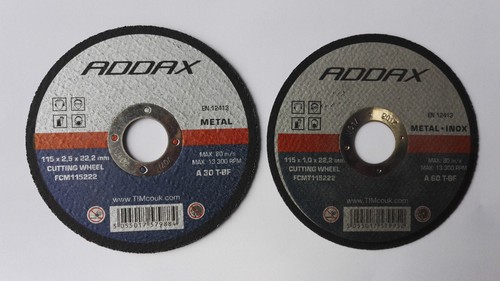 ADDAX
EN 12413
METAL
115 x 2,5 x 22,2 mm
CUTTING WHEEL
FCM115222
MAX 80 m/s
MAX 13,300 RPM
A 30 T-BF
www.TIMcouk.com
ADDAX
EN 12413
METAL-INOX
115 x 1,0 x 22,2 mm
CUTTING WHEEL
FCMT115222
MAX 80 m/s
MAX 13,300 RPM
A 60 T-BF
www.TIMcouk.com